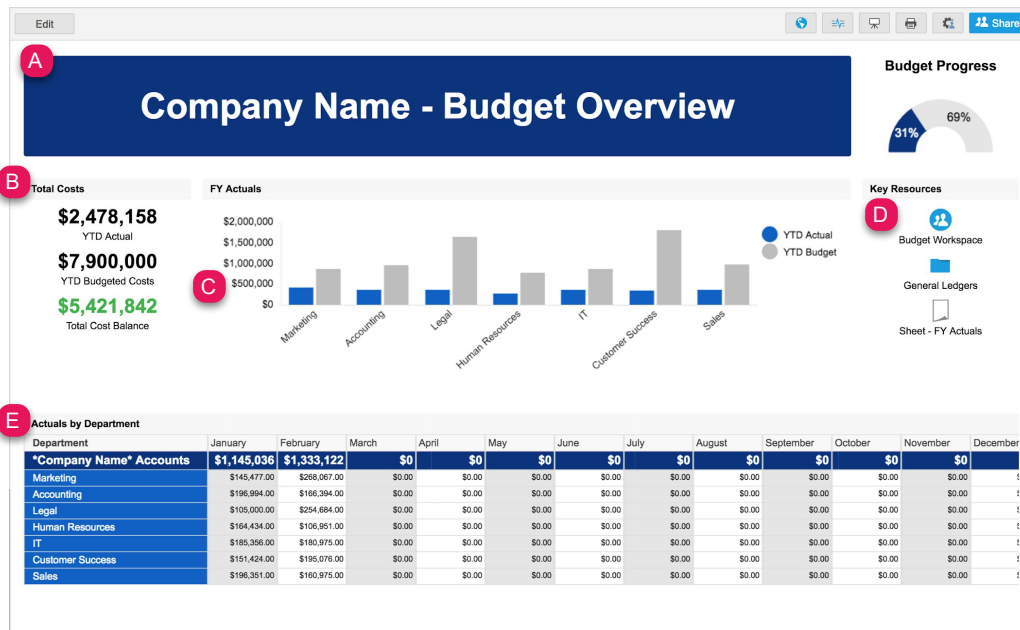 Edit
Share
A
Company Name - Budget Overview
Budget Progress
31%
69%
B
Total Costs
$2,478,158
YTD Actual
$7,900,000
YTD Budgeted Costs
$5,421,842
Total Cost Balance
FY Actuals
C
$2,000,000
$1,500,000
$1,000,000
$500,000
$0
Marketing
Accounting
Legal
Human Resources
IT
Customer Success
Sales
YTD Actual
YTD Budget
Key Resources
D
Budget Workspace
General Ledgers
Sheet - FY Actuals
E
Actuals by Department
Department January February March April May June July August September October November December
*Company Name* Accounts $1,145,036 $1,333,122 $0 $0 $0 $0 $0 $0 $0 $0 $0
Marketing $145,477.00 $268,067.00 $0.00 $0.00 $0.00 $0.00 $0.00 $0.00 $0.00 $0.00 $0.00
Accounting $196,994.00 $166,394.00 $0.00 $0.00 $0.00 $0.00 $0.00 $0.00 $0.00 $0.00 $0.00
Legal $105,000.00 $254,684.00 $0.00 $0.00 $0.00 $0.00 $0.00 $0.00 $0.00 $0.00 $0.00
Human Resources $164,434.00 $106,951.00 $0.00 $0.00 $0.00 $0.00 $0.00 $0.00 $0.00 $0.00 $0.00
IT $185,356.00 $180,975.00 $0.00 $0.00 $0.00 $0.00 $0.00 $0.00 $0.00 $0.00 $0.00
Customer Success $151,424.00 $195,076.00 $0.00 $0.00 $0.00 $0.00 $0.00 $0.00 $0.00 $0.00 $0.00
Sales $196,351.00 $160,975.00 $0.00 $0.00 $0.00 $0.00 $0.00 $0.00 $0.00 $0.00 $0.00